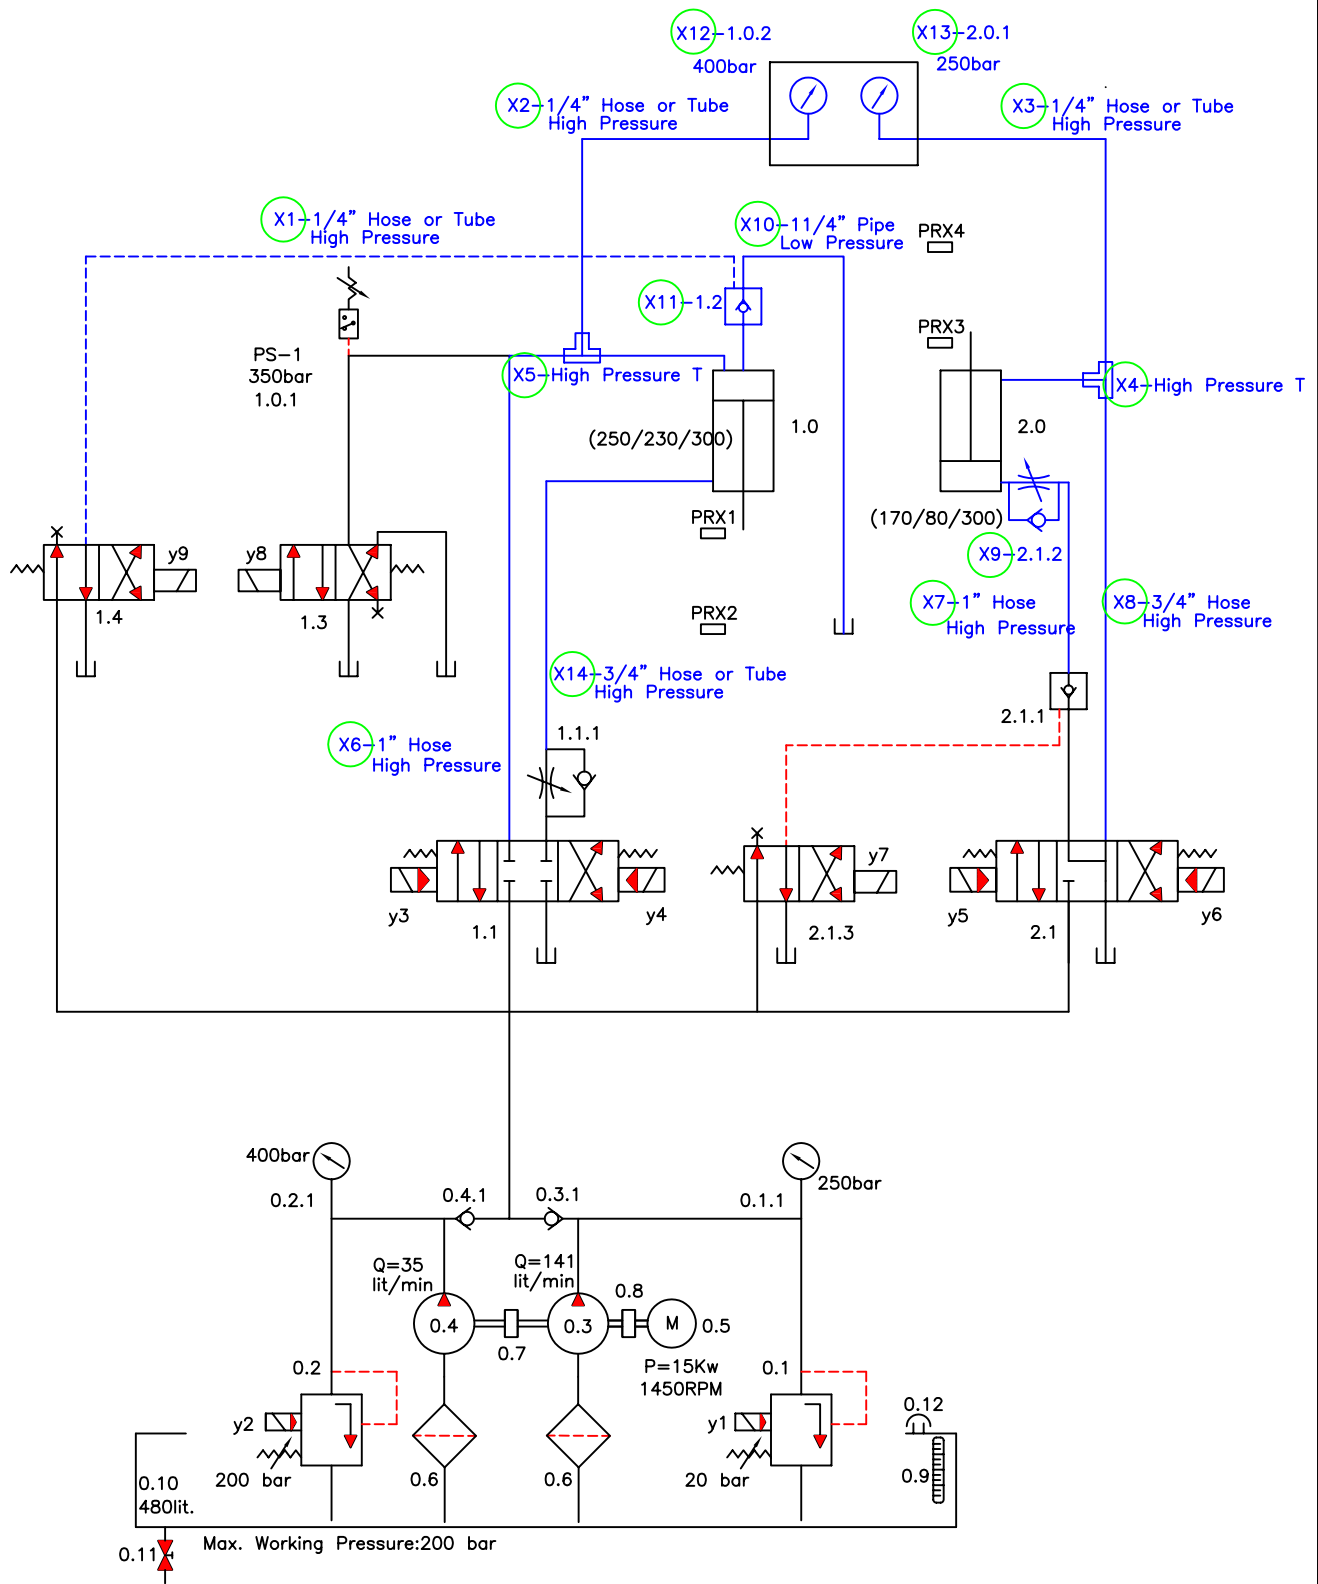 X12-1.0.2
400bar
X13-2.0.1
250bar
X2-1/4" Hose or Tube
High Pressure
X3-1/4" Hose or Tube
High Pressure
X1-1/4" Hose or Tube
High Pressure
X10-11/4" Pipe
Low Pressure
PRX4
X11-1.2
PRX3
PS-1
350bar
1.0.1
X5-High Pressure T
X4-High Pressure T
(250/230/300)
1.0
2.0
PRX1
(170/80/300)
y9
y8
X9-2.1.2
1.4
1.3
PRX2
X7-1" Hose
High Pressure
X8-3/4" Hose
High Pressure
X14-3/4" Hose or Tube
High Pressure
2.1.1
X6-1" Hose
High Pressure
1.1.1
y7
y3
y4
y5
y6
1.1
2.1.3
2.1
400bar
0.2.1
0.4.1
0.3.1
0.1.1
250bar
Q=35
lit/min
Q=141
lit/min
0.8
0.4
0.3
M
0.5
0.7
P=15Kw
1450RPM
0.2
0.1
y2
y1
0.12
200 bar
0.6
0.6
20 bar
0.9
0.10
480lit.
0.11
Max. Working Pressure:200 bar